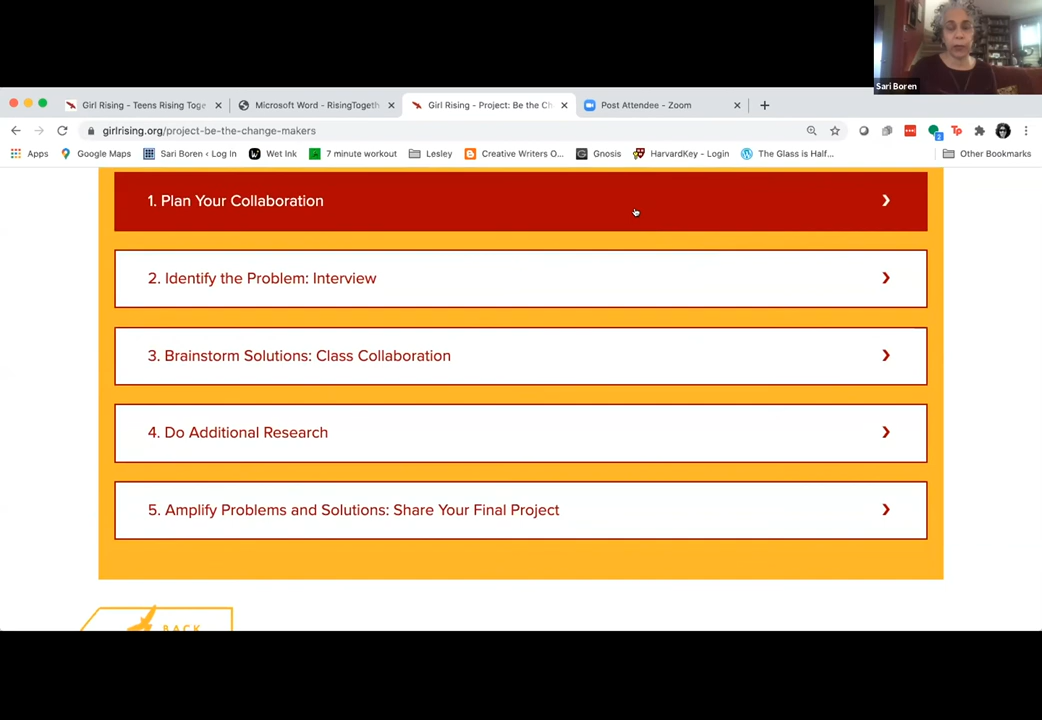 Sari Boren
Girl Rising - Teens Rising Toge
Microsoft Word - RisingTogeth
Girl Rising - Project: Be the Ch
Post Attendee - Zoom
girlrising.org/project-be-the-change-makers
Apps
Google Maps
Sari Boren ‹ Log In
Wet Ink
7 minute workout
Lesley
Creative Writers O...
Gnosis
HarvardKey - Login
The Glass is Half...
Other Bookmarks
1. Plan Your Collaboration
2. Identify the Problem: Interview
3. Brainstorm Solutions: Class Collaboration
4. Do Additional Research
5. Amplify Problems and Solutions: Share Your Final Project
BACK